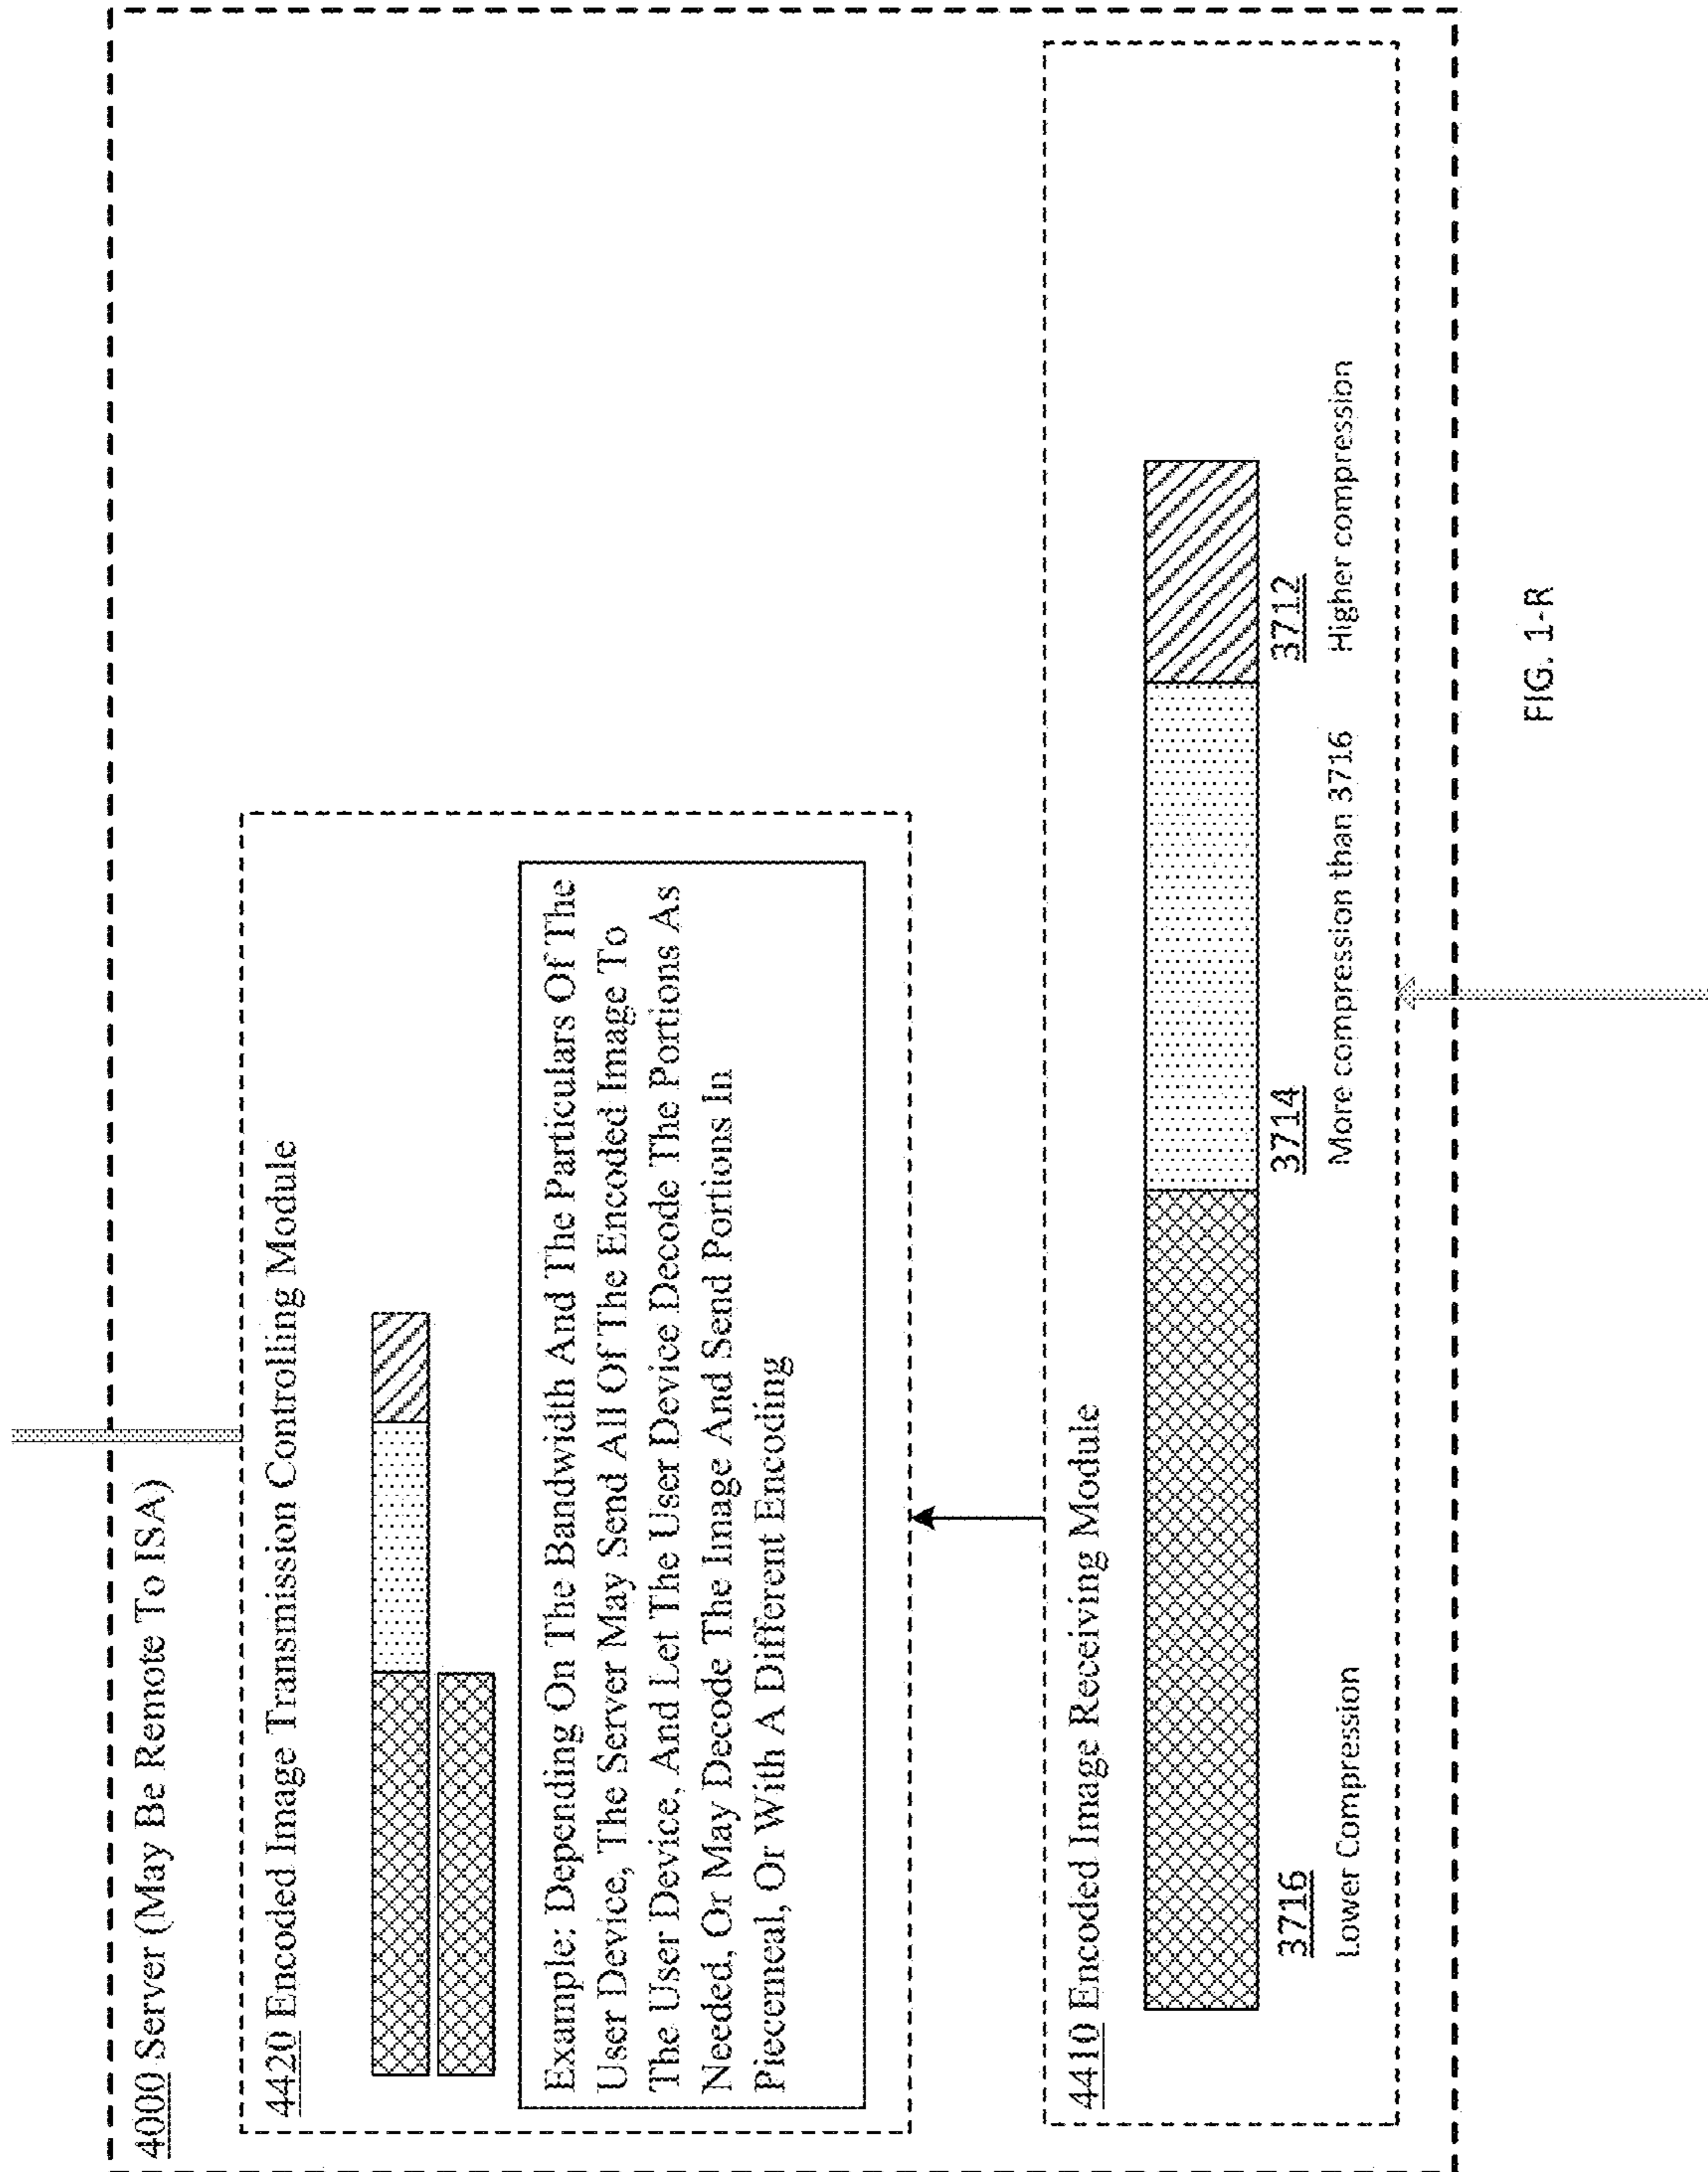 4000 Server (May Be Remote To ISA)
4420 Encoded Image Transmission Controlling Module
Example: Depending On The Bandwidth And The Particulars Of The
User Device, The Server May Send All Of The Encoded Image To
The User Device, And Let The User Device Decode The Portions As
Needed, Or May Decode The Image And Send Portions In
Piecemeal, Or With A Different Encoding
4410 Encoded Image Receiving Module
3716
3714
3712
Lower Compression
More compression than 3716
Higher compression
FIG. 1-R